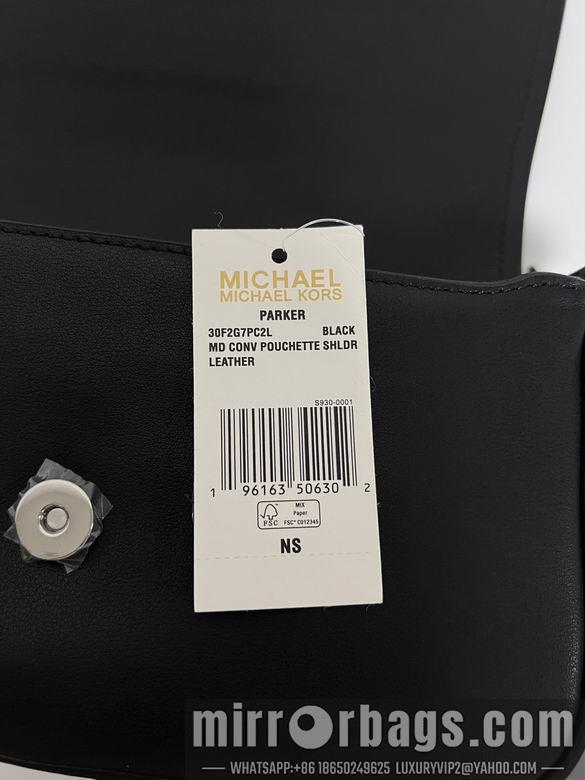 MICHAEL
MICHAEL KORS
PARKER
30F2G7PC2L BLACK
MD CONV POUCHETTE SHLDR
LEATHER
S930-0001
1 96163 50630 2
FSC
MIX
Paper
FSC® C012345
NS
mirrorbags.com
WHATSAPP:+86 18650249625 LUXURYVIP2@YAHOO.COM